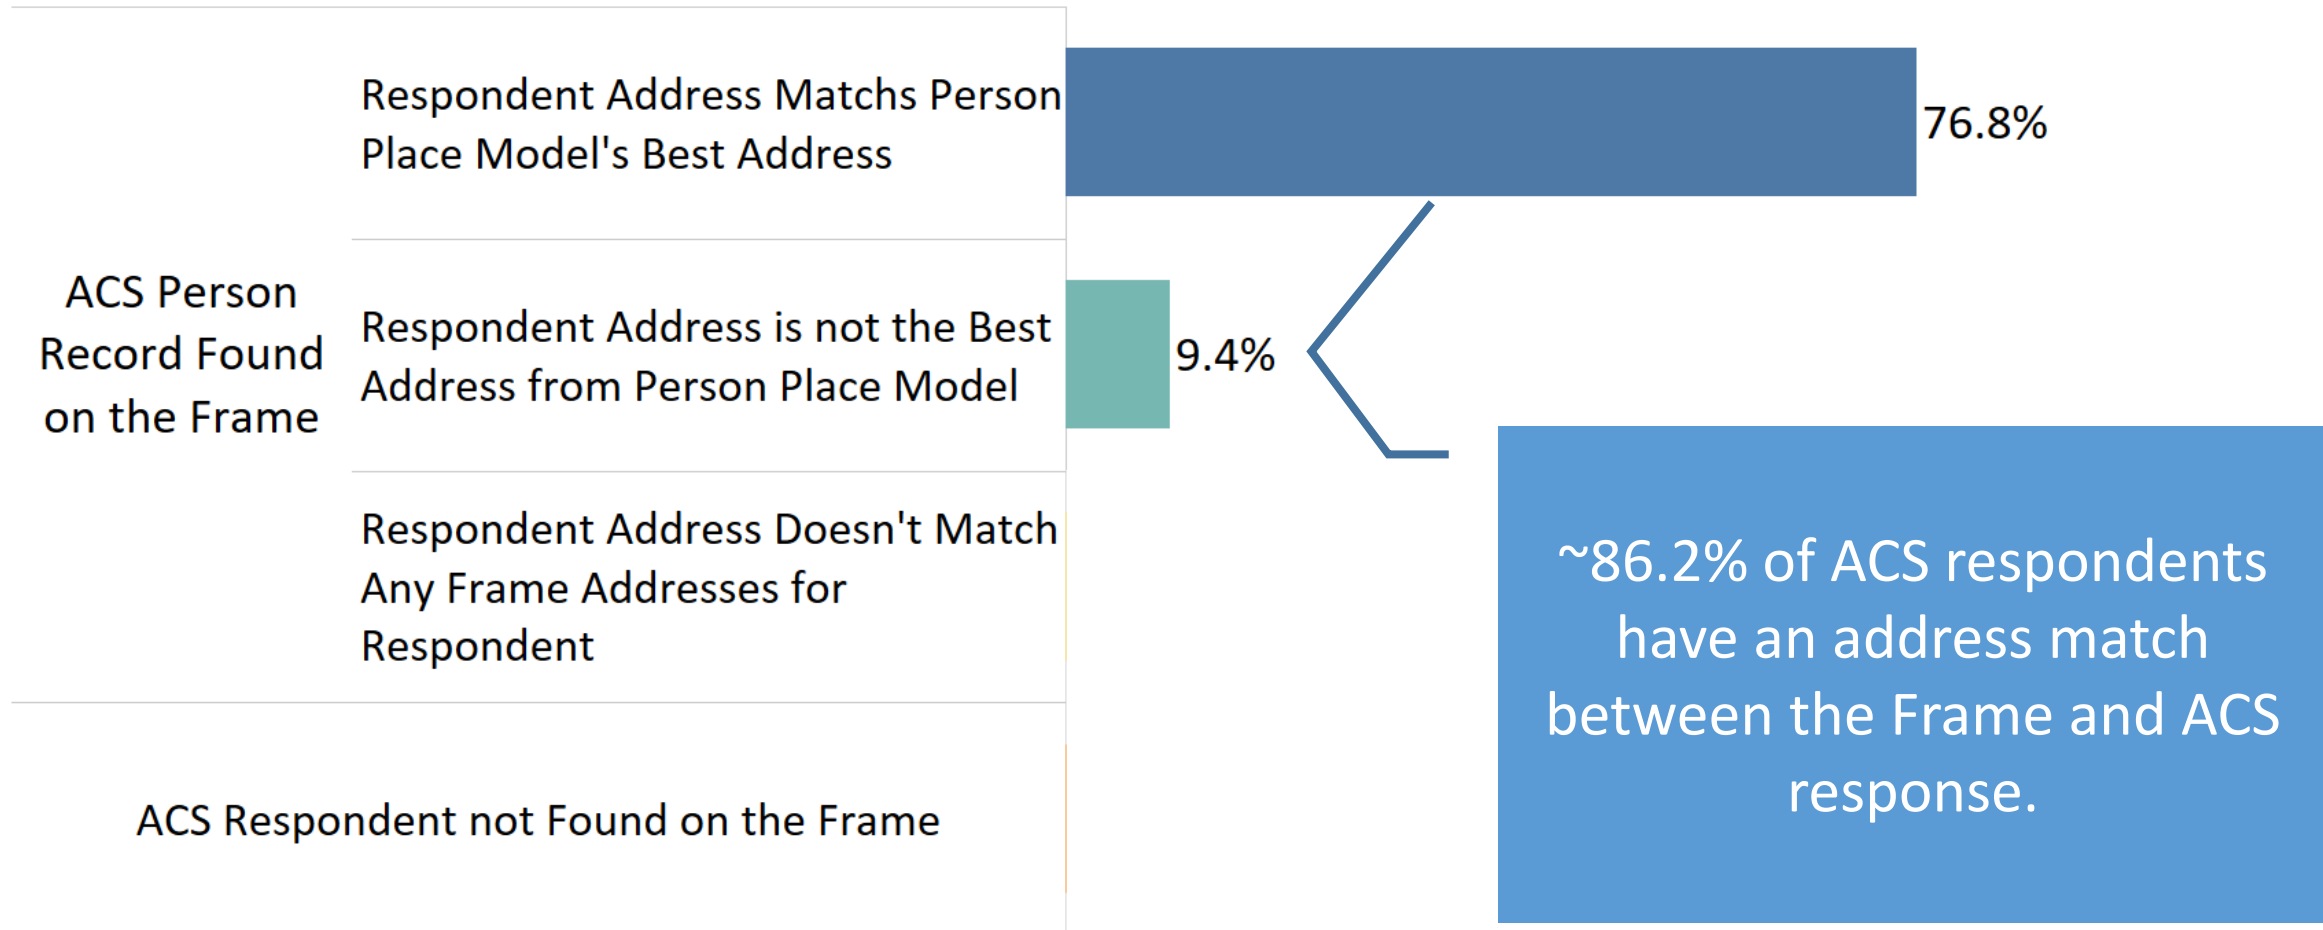 Respondent Address Matchs Person
Place Model's Best Address
76.8%
ACS Person
Record Found
on the Frame
Respondent Address is not the Best
Address from Person Place Model
9.4%
Respondent Address Doesn't Match
Any Frame Addresses for
Respondent
ACS Respondent not Found on the Frame
~86.2% of ACS respondents
have an address match
between the Frame and ACS
response.